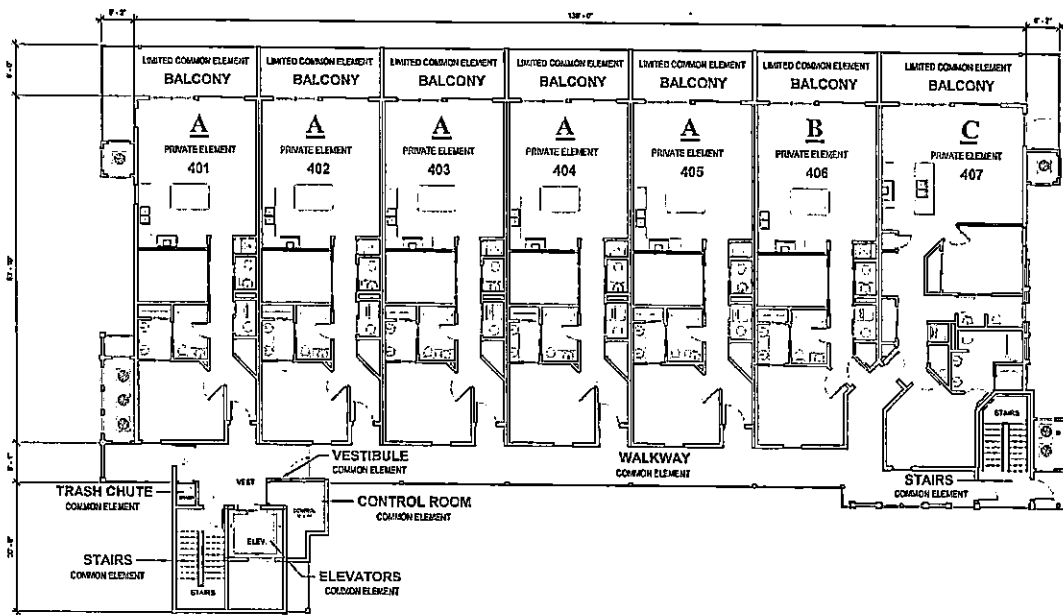 138'-0"
LIMITED COMMON ELEMENT
BALCONY
LIMITED COMMON ELEMENT
BALCONY
LIMITED COMMON ELEMENT
BALCONY
LIMITED COMMON ELEMENT
BALCONY
LIMITED COMMON ELEMENT
BALCONY
LIMITED COMMON ELEMENT
BALCONY
LIMITED COMMON ELEMENT
BALCONY
A
PRIVATE ELEMENT
401
A
PRIVATE ELEMENT
402
A
PRIVATE ELEMENT
403
A
PRIVATE ELEMENT
404
A
PRIVATE ELEMENT
405
B
PRIVATE ELEMENT
406
C
PRIVATE ELEMENT
407
STAIRS
VESTIBULE
COMMON ELEMENT
WALKWAY
COMMON ELEMENT
VEST
STAIRS
COMMON ELEMENT
TRASH CHUTE
COMMON ELEMENT
CONTROL ROOM
COMMON ELEMENT
CONTROL
ELEV.
STAIRS
COMMON ELEMENT
ELEVATORS
COMMON ELEMENT
STAIRS